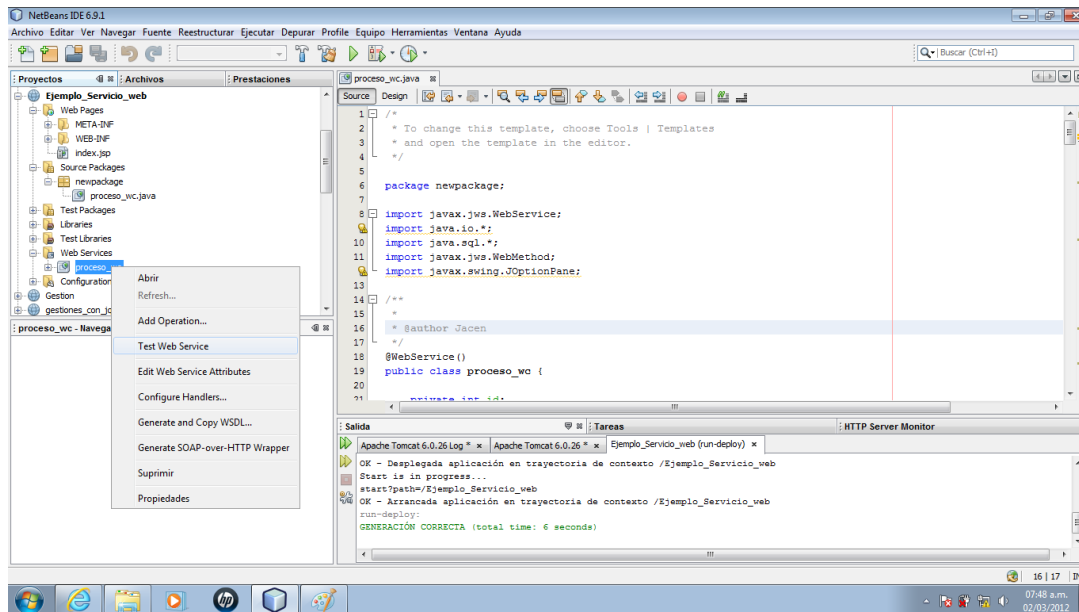 NetBeans IDE 6.9.1
Archivo Editar Ver Navegar Fuente Reestructurar Ejecutar Depurar Profile Equipo Herramientas Ventana Ayuda
Buscar (Ctrl+I)
Proyectos
Archivos
Prestaciones
Ejemplo_Servicio_web
Web Pages
META-INF
WEB-INF
index.jsp
Source Packages
newpackage
proceso_wc.java
Test Packages
Libraries
Test Libraries
Web Services
Configuration
Gestion
proceso_wc - Navega
Abrir
Refresh...
Add Operation...
Test Web Service
Edit Web Service Attributes
Configure Handlers...
Generate and Copy WSDL...
Generate SOAP-over-HTTP Wrapper
Suprimir
Propiedades
proceso_wc.java
Source Design
1 /*
2 * To change this template, choose Tools | Templates
3 * and open the template in the editor.
4 */
5
6 package newpackage;
7
8 import javax.jws.WebService;
import java.io.*;
10 import java.sql.*;
11 import javax.jws.WebMethod;
import javax.swing.JOptionPane;
13
14 /**
15 *
16 * @author Jacen
17 */
18 @WebService()
19 public class proceso_wc {
20
21 private int id;
Salida
Tareas
HTTP Server Monitor
Apache Tomcat 6.0.26 Log * Apache Tomcat 6.0.26 * Ejemplo_Servicio_web (run-deploy)
OK - Desplegada aplicación en trayectoria de contexto /Ejemplo_Servicio_web
Start is in progress...
start?path=/Ejemplo_Servicio_web
OK - Arrancada aplicación en trayectoria de contexto /Ejemplo_Servicio_web
run-deploy:
GENERACIÓN CORRECTA (total time: 6 seconds)
16 | 17
hp
07:48 a.m.
02/03/2012